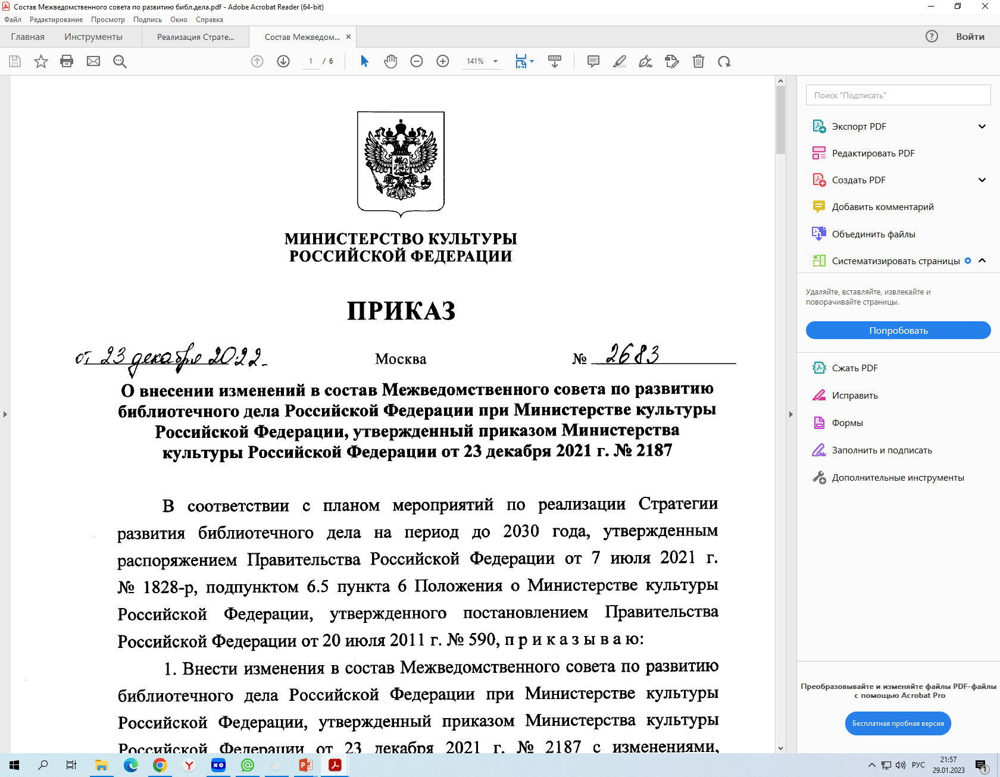 Состав Межведомственного совета по развитию библ.дела.pdf - Adobe Acrobat Reader (64-bit)
Файл Редактирование Просмотр Подпись Окно Справка
Главная Инструменты Реализация Страте... Состав Межведом... × ? Войти
1 / 6 141%
Поиск "Подписать"
Экспорт PDF
Редактировать PDF
Создать PDF
Добавить комментарий
Объединить файлы
Систематизировать страницы
Удаляйте, вставляйте, извлекайте и
поворачивайте страницы.
Попробовать
Сжать PDF
Исправить
Формы
Заполнить и подписать
Дополнительные инструменты
Преобразовывайте и изменяйте файлы PDF-файлы
с помощью Acrobat Pro
Бесплатная пробная версия
МИНИСТЕРСТВО КУЛЬТУРЫ
РОССИЙСКОЙ ФЕДЕРАЦИИ
ПРИКАЗ
от 23 декабря 2022. Москва № 2683
О внесении изменений в состав Межведомственного совета по развитию
библиотечного дела Российской Федерации при Министерстве культуры
Российской Федерации, утвержденный приказом Министерства
культуры Российской Федерации от 23 декабря 2021 г. № 2187
В соответствии с планом мероприятий по реализации Стратегии
развития библиотечного дела на период до 2030 года, утвержденным
распоряжением Правительства Российской Федерации от 7 июля 2021 г.
№ 1828-р, подпунктом 6.5 пункта 6 Положения о Министерстве культуры
Российской Федерации, утвержденного постановлением Правительства
Российской Федерации от 20 июля 2011 г. № 590, п р и к а з ы в а ю:
1. Внести изменения в состав Межведомственного совета по развитию
библиотечного дела Российской Федерации при Министерстве культуры
Российской Федерации, утвержденный приказом Министерства культуры
Российской Федерации от 23 декабря 2021 г. № 2187 с изменениями,
РУС
21:57
29.01.2023
1